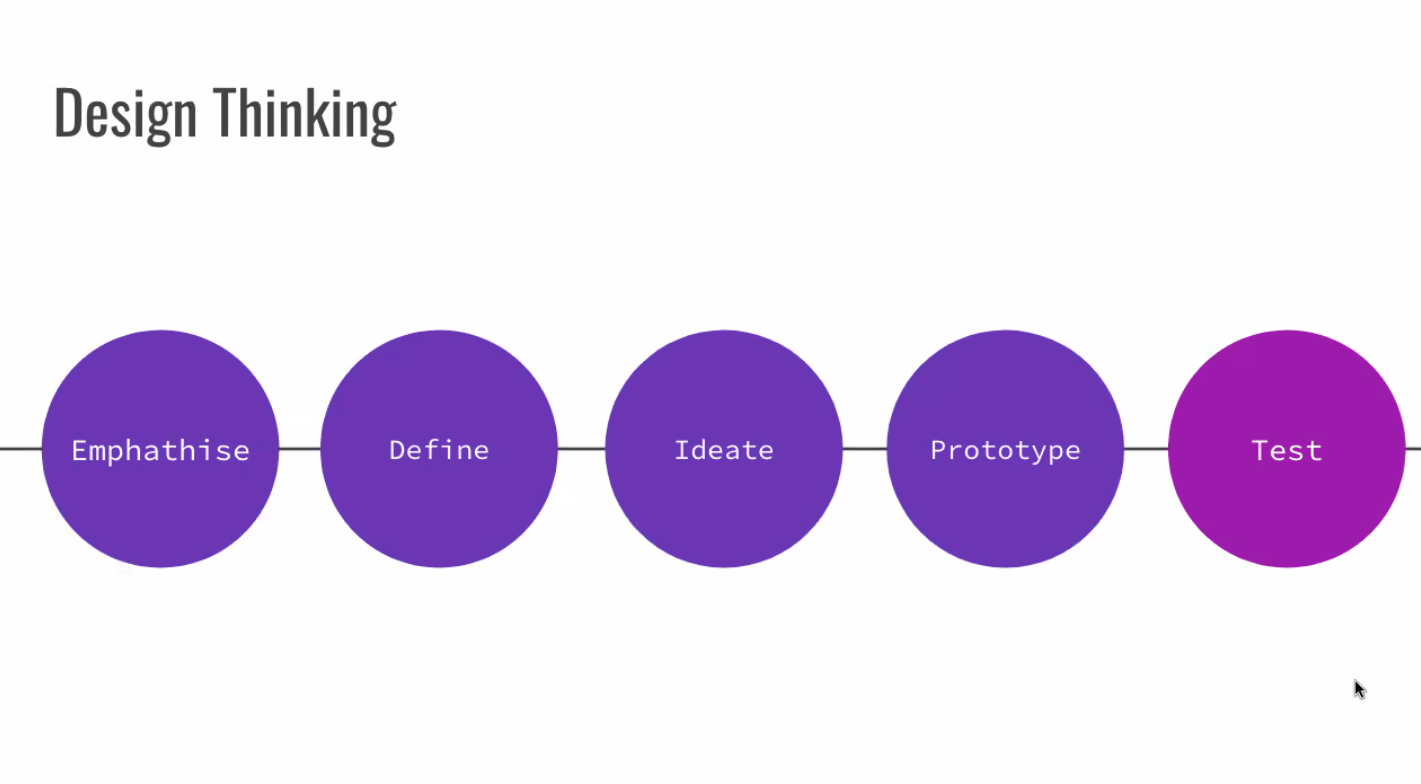 Design Thinking
Emphathise
Define
Ideate
Prototype
Test